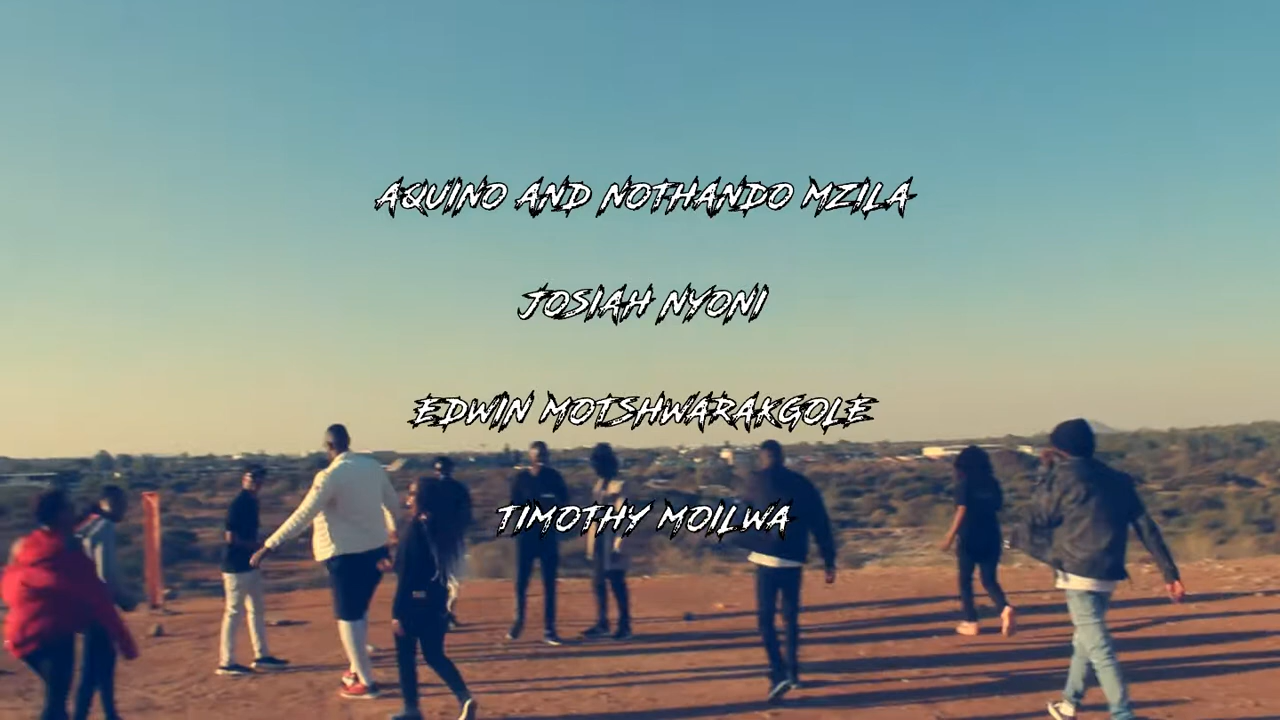 AQUINO AND NOTHANDO MZILA
JOSIAH NYONI
EDWIN MOTSHWARAKGOLE
TIMOTHY MOILWA